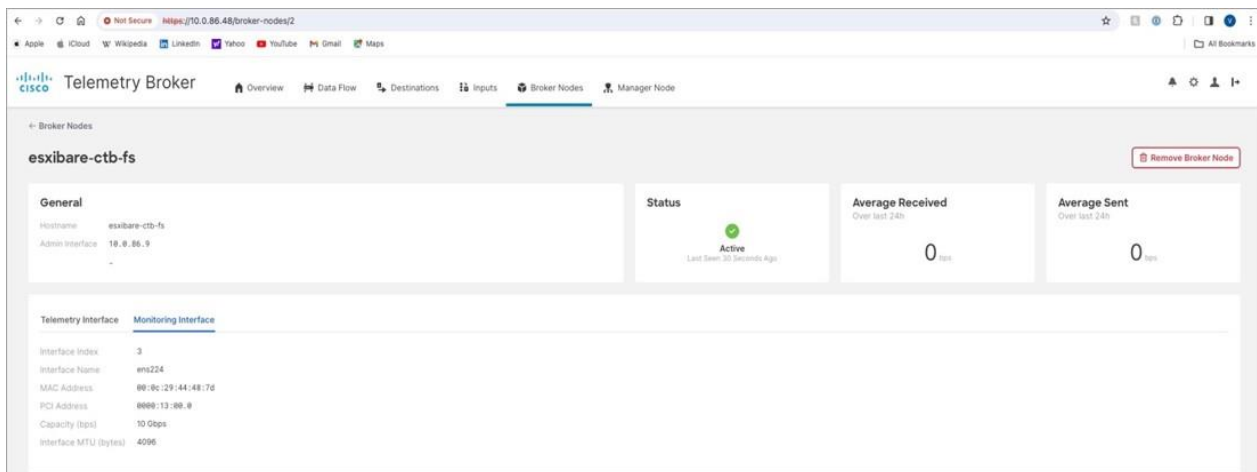 Not Secure https://10.0.86.48/broker-nodes/2
Apple iCloud W Wikipedia in LinkedIn Yahoo YouTube Gmail Maps All Bookmarks
CISCO Telemetry Broker Overview Data Flow Destinations Inputs Broker Nodes Manager Node
← Broker Nodes
esxibare-ctb-fs Remove Broker Node
General
Hostname esxibare-ctb-fs
Admin Interface 10.0.86.9
-
Status
Active
Last Seen 30 Seconds Ago
Average Received
Over last 24h
0 bps
Average Sent
Over last 24h
0 bps
Telemetry Interface Monitoring Interface
Interface Index 3
Interface Name ens224
MAC Address 00:0c:29:44:48:7d
PCI Address 0000:13:00.0
Capacity (bps) 10 Gbps
Interface MTU (bytes) 4096